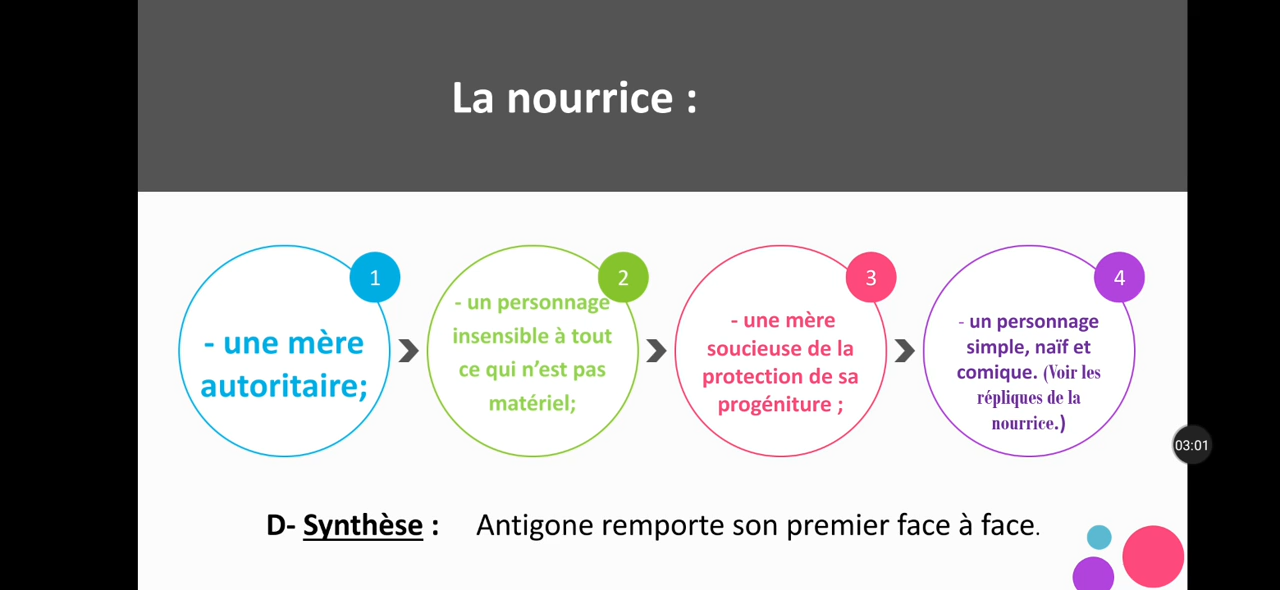 La nourrice :
1
- une mère
autoritaire;
2
- un personnage
insensible à tout
ce qui n’est pas
matériel;
3
- une mère
soucieuse de la
protection de sa
progéniture ;
4
- un personnage
simple, naïf et
comique. (Voir les
répliques de la
nourrice.)
03:01
D- Synthèse : Antigone remporte son premier face à face.